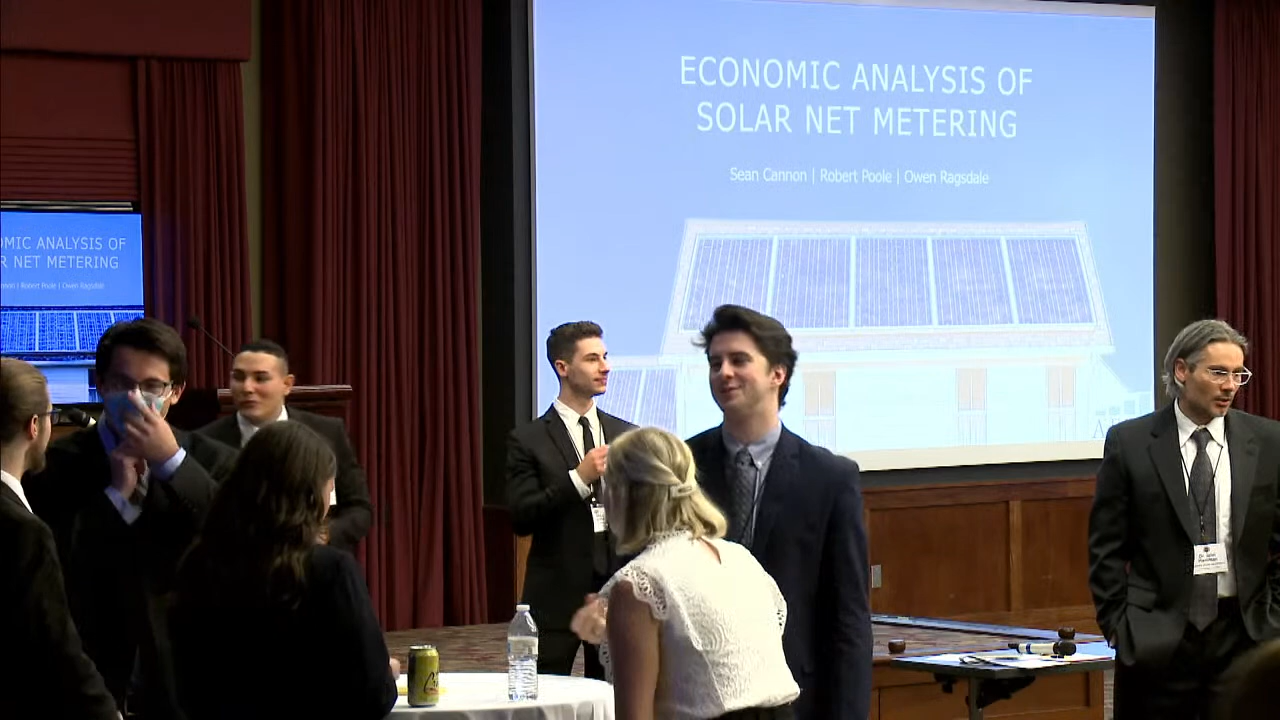 ECONOMIC ANALYSIS OF
SOLAR NET METERING
Sean Cannon | Robert Poole | Owen Ragsdale
OMIC ANALYSIS OF
R NET METERING
Robert Poole | Owen Ragsdale